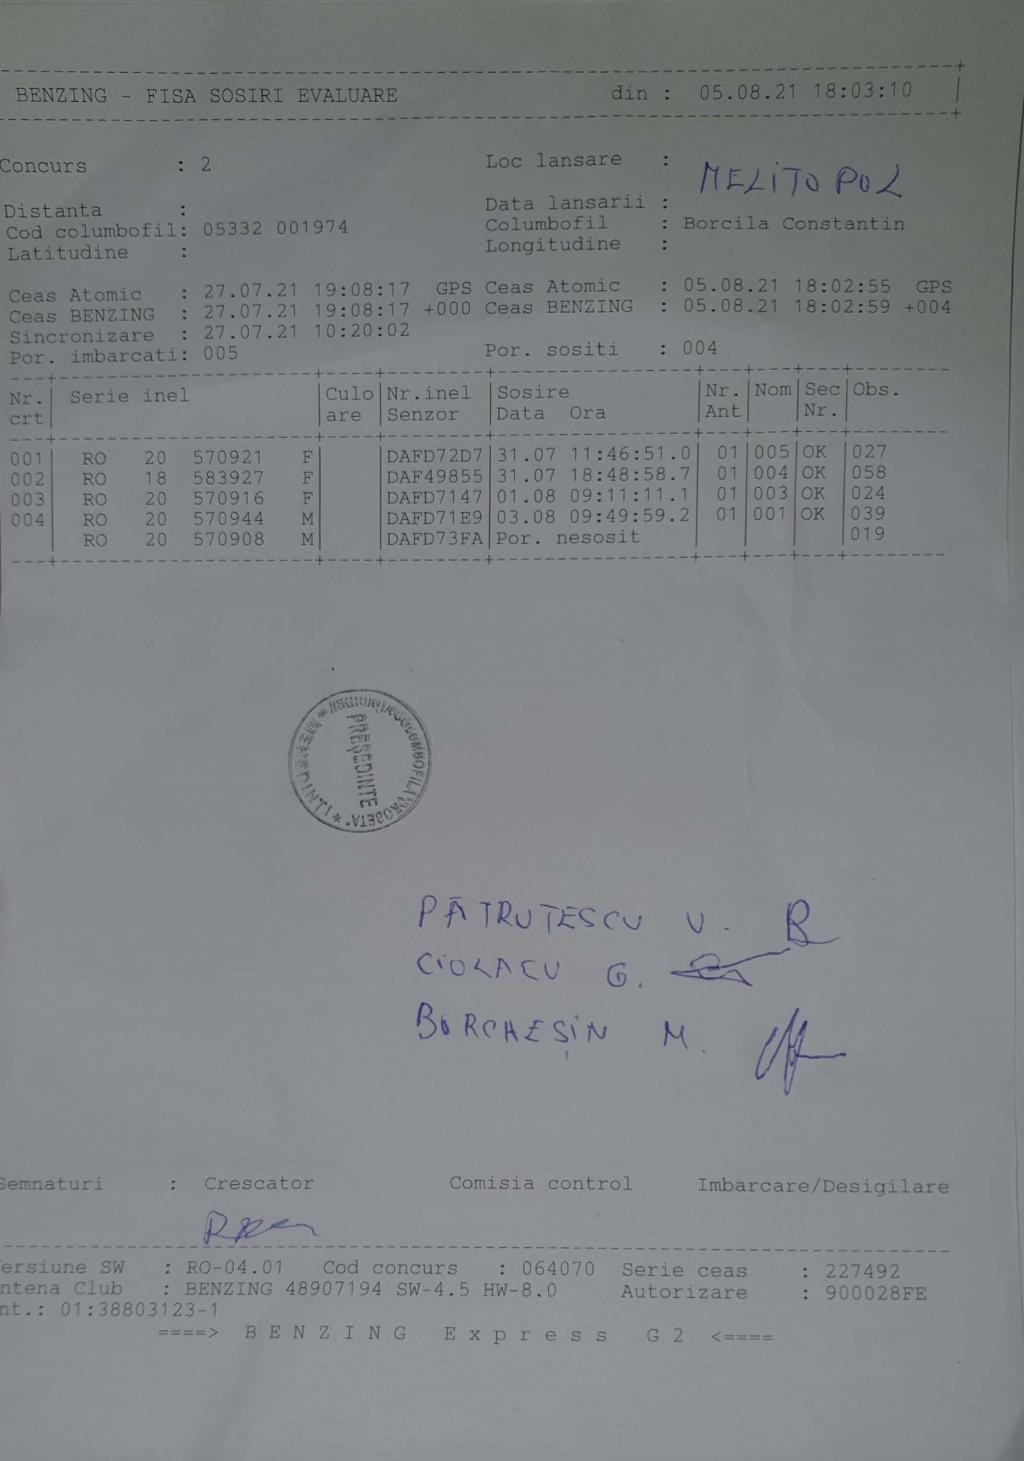 BENZING - FISA SOSIRI EVALUARE din : 05.08.21 18:03:10
Concurs : 2 Loc lansare : MELITOPOL
Distanta : Data lansarii :
Cod columbofil: 05332 001974 Columbofil : Borcila Constantin
Latitudine : Longitudine :
Ceas Atomic : 27.07.21 19:08:17 GPS Ceas Atomic : 05.08.21 18:02:55 GPS
Ceas BENZING : 27.07.21 19:08:17 +000 Ceas BENZING : 05.08.21 18:02:59 +004
Sincronizare : 27.07.21 10:20:02
Por. imbarcati: 005 Por. sositi : 004
Nr. Serie inel Culo Nr.inel Sosire Nr. Nom Sec Obs.
crt are Senzor Data Ora Ant Nr.
001 RO 20 570921 F DAFD72D7 31.07 11:46:51.0 01 005 OK 027
002 RO 18 583927 F DAF49855 31.07 18:48:58.7 01 004 OK 058
003 RO 20 570916 F DAFD7147 01.08 09:11:11.1 01 003 OK 024
004 RO 20 570944 M DAFD71E9 03.08 09:49:59.2 01 001 OK 039
RO 20 570908 M DAFD73FA Por. nesosit 019
PREŞEDINTE
PĂTRUŢESCU V.
CIOLACU G.
BORCHEŞIN M.
Semnaturi : Crescator Comisia control Imbarcare/Desigilare
ersiune SW : RO-04.01 Cod concurs : 064070 Serie ceas : 227492
ntena Club : BENZING 48907194 SW-4.5 HW-8.0 Autorizare : 900028FE
nt.: 01:38803123-1
====> B E N Z I N G E x p r e s s G 2 <====